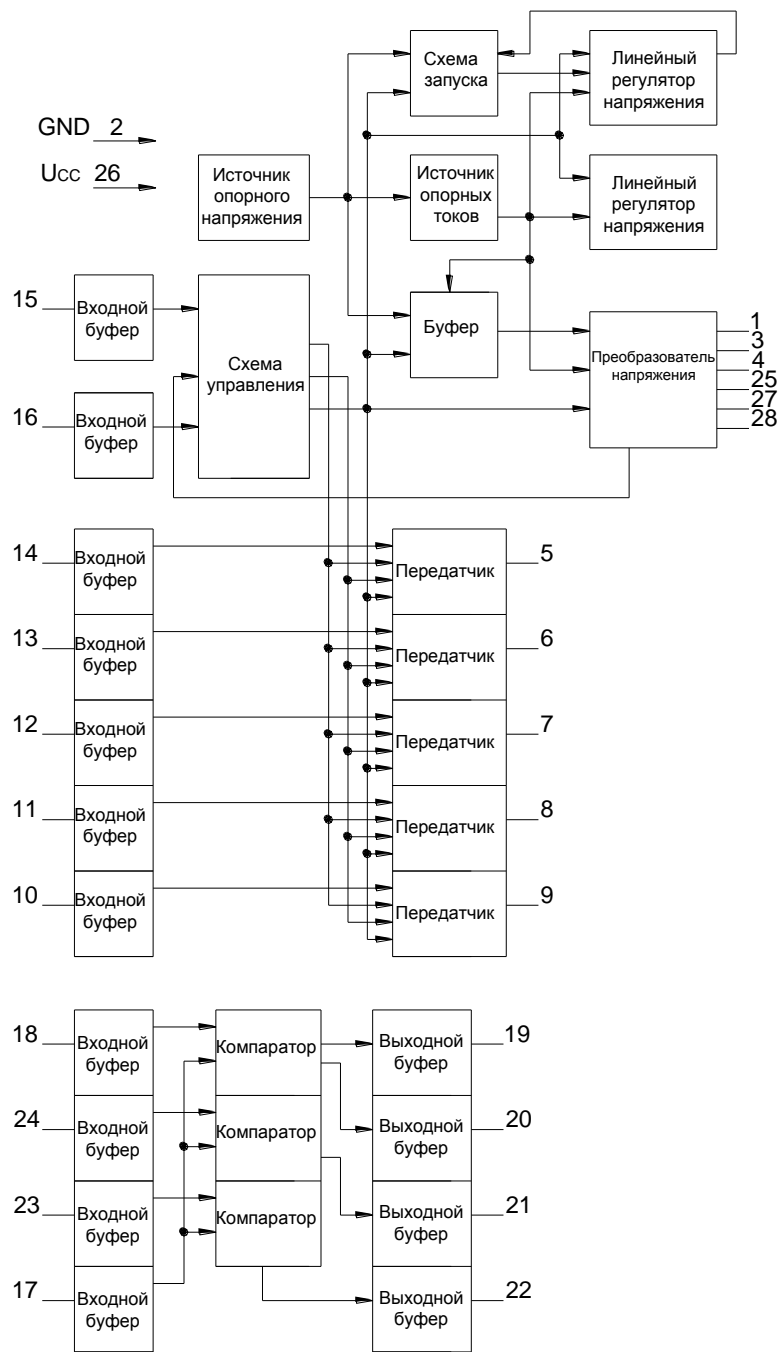 Схема
запуска
Линейный
регулятор
напряжения
GND 2
Ucc 26
Источник
опорного
напряжения
Источник
опорных
токов
Линейный
регулятор
напряжения
15
Входной
буфер
Схема
управления
Буфер
Преобразователь
напряжения
1
3
4
25
27
28
16
Входной
буфер
14
Входной
буфер
Передатчик
5
13
Входной
буфер
Передатчик
6
12
Входной
буфер
Передатчик
7
11
Входной
буфер
Передатчик
8
10
Входной
буфер
Передатчик
9
18
Входной
буфер
Компаратор
Выходной
буфер
19
24
Входной
буфер
Компаратор
Выходной
буфер
20
23
Входной
буфер
Компаратор
Выходной
буфер
21
17
Входной
буфер
Выходной
буфер
22